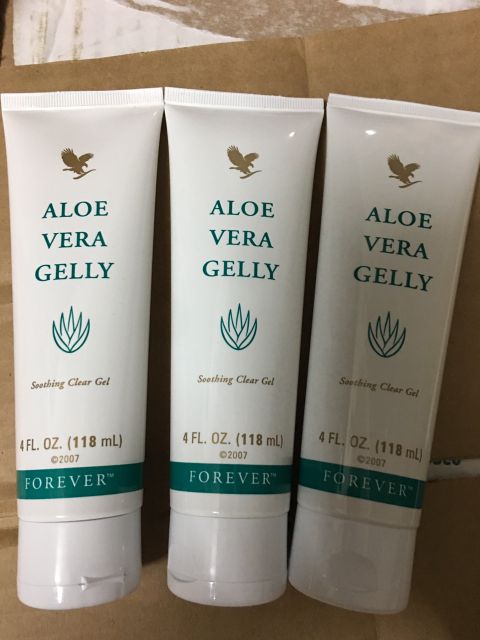 ALOE
VERA
GELLY
Soothing Clear Gel
4 FL. OZ. (118 mL)
©2007
FOREVER™
ALOE
VERA
GELLY
Soothing Clear Gel
4 FL. OZ. (118 mL)
©2007
FOREVER™
ALOE
VERA
GELLY
Soothing Clear Gel
4 FL. OZ. (118 mL)
©2007
FOREVER™